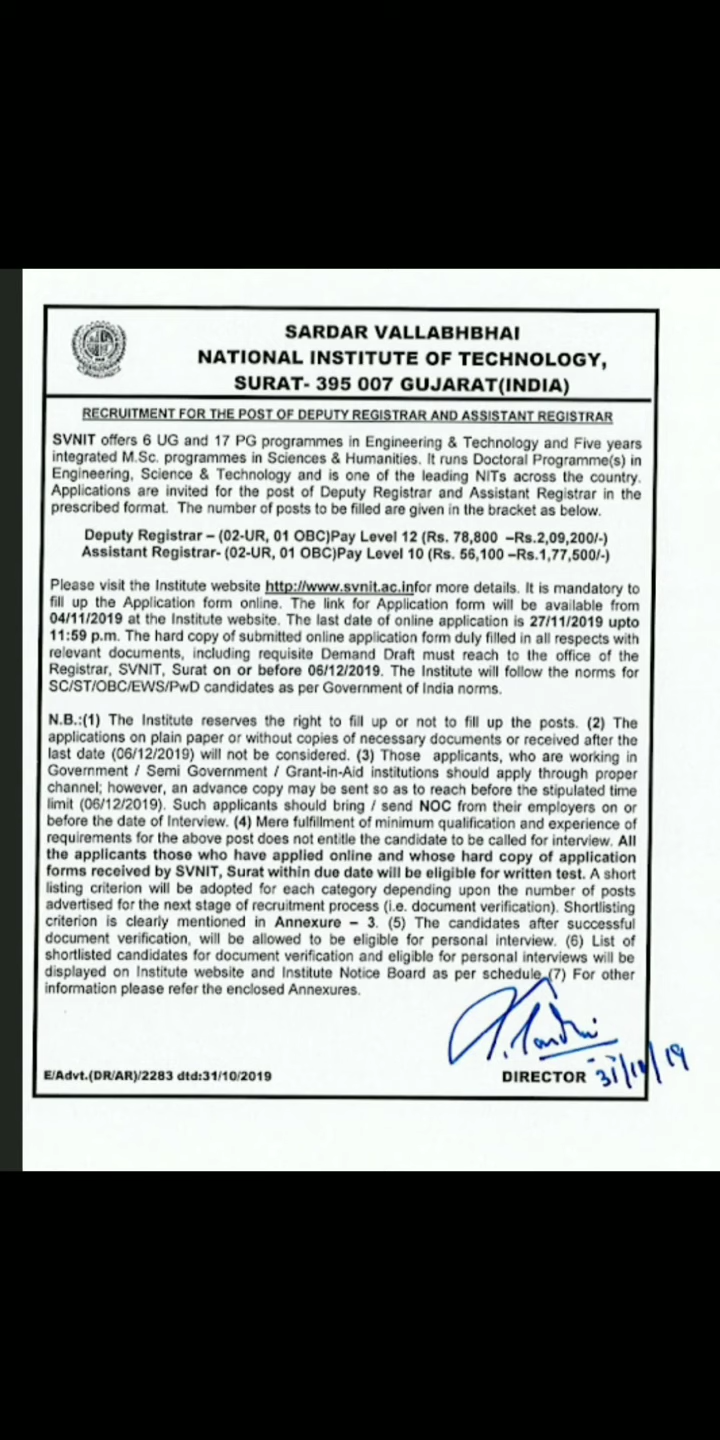 SARDAR VALLABHBHAI
NATIONAL INSTITUTE OF TECHNOLOGY,
SURAT- 395 007 GUJARAT(INDIA)
RECRUITMENT FOR THE POST OF DEPUTY REGISTRAR AND ASSISTANT REGISTRAR
SVNIT offers 6 UG and 17 PG programmes in Engineering & Technology and Five years
integrated M.Sc. programmes in Sciences & Humanities. It runs Doctoral Programme(s) in
Engineering, Science & Technology and is one of the leading NITs across the country.
Applications are invited for the post of Deputy Registrar and Assistant Registrar in the
prescribed format. The number of posts to be filled are given in the bracket as below.
Deputy Registrar – (02-UR, 01 OBC)Pay Level 12 (Rs. 78,800 –Rs.2,09,200/-)
Assistant Registrar- (02-UR, 01 OBC)Pay Level 10 (Rs. 56,100 –Rs.1,77,500/-)
Please visit the Institute website http://www.svnit.ac.infor more details. It is mandatory to
fill up the Application form online. The link for Application form will be available from
04/11/2019 at the Institute website. The last date of online application is 27/11/2019 upto
11:59 p.m. The hard copy of submitted online application form duly filled in all respects with
relevant documents, including requisite Demand Draft must reach to the office of the
Registrar, SVNIT, Surat on or before 06/12/2019. The Institute will follow the norms for
SC/ST/OBC/EWS/PwD candidates as per Government of India norms.
N.B.:(1) The Institute reserves the right to fill up or not to fill up the posts. (2) The
applications on plain paper or without copies of necessary documents or received after the
last date (06/12/2019) will not be considered. (3) Those applicants, who are working in
Government / Semi Government / Grant-in-Aid institutions should apply through proper
channel; however, an advance copy may be sent so as to reach before the stipulated time
limit (06/12/2019). Such applicants should bring / send NOC from their employers on or
before the date of Interview. (4) Mere fulfillment of minimum qualification and experience of
requirements for the above post does not entitle the candidate to be called for interview. All
the applicants those who have applied online and whose hard copy of application
forms received by SVNIT, Surat within due date will be eligible for written test. A short
listing criterion will be adopted for each category depending upon the number of posts
advertised for the next stage of recruitment process (i.e. document verification). Shortlisting
criterion is clearly mentioned in Annexure – 3. (5) The candidates after successful
document verification, will be allowed to be eligible for personal interview. (6) List of
shortlisted candidates for document verification and eligible for personal interviews will be
displayed on Institute website and Institute Notice Board as per schedule. (7) For other
information please refer the enclosed Annexures.
E/Advt.(DR/AR)/2283 dtd:31/10/2019
DIRECTOR 31/10/19